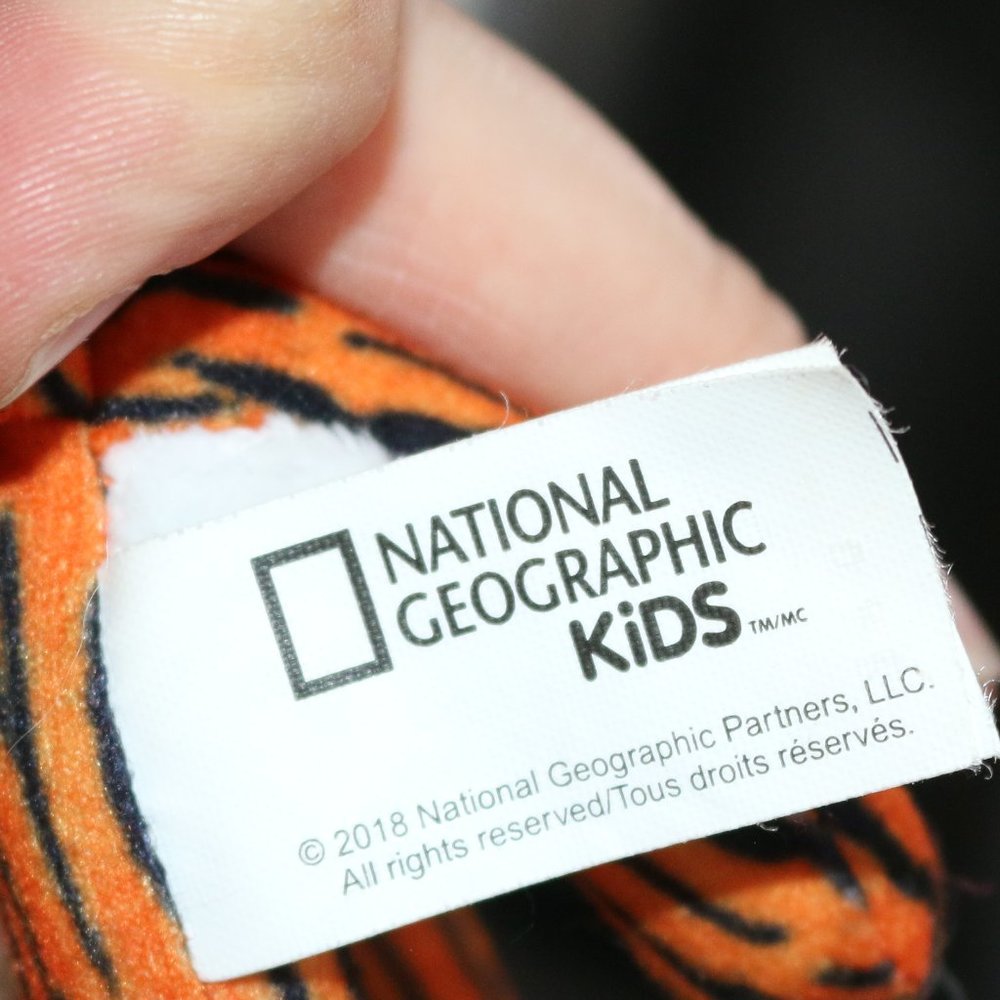 NATIONAL
GEOGRAPHIC
KiDS TM/MC
© 2018 National Geographic Partners, LLC.
All rights reserved/Tous droits réservés.